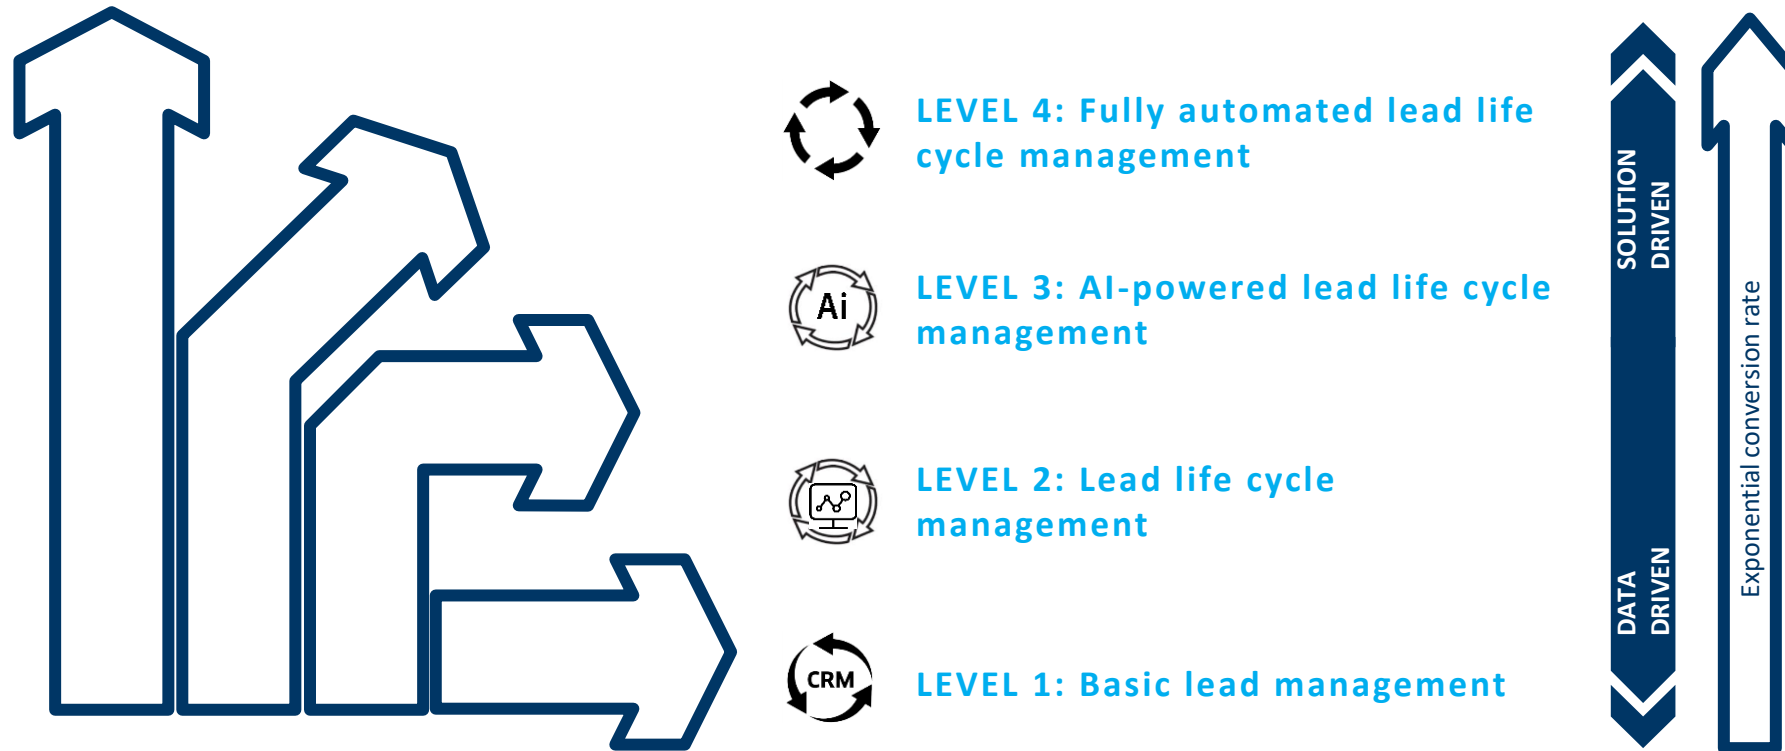 LEVEL 4: Fully automated lead life
cycle management
Ai
LEVEL 3: AI-powered lead life cycle
management
LEVEL 2: Lead life cycle
management
CRM
LEVEL 1: Basic lead management
SOLUTION
DRIVEN
DATA
DRIVEN
Exponential conversion rate